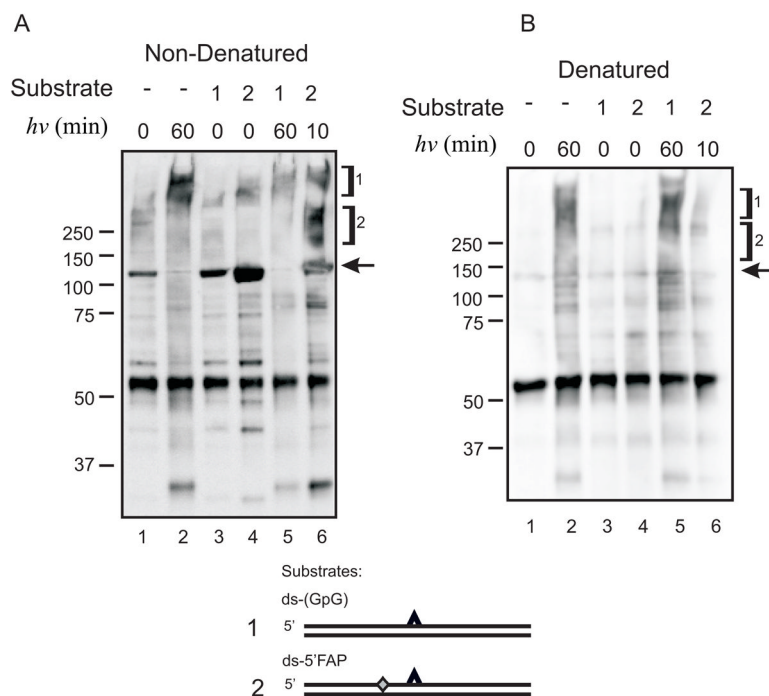 A
Non-Denatured
Substrate - - 1 2 1 2
hv (min) 0 60 0 0 60 10
1
2
250
150
100
75
50
37
1 2 3 4 5 6
B
Denatured
Substrate - - 1 2 1 2
hv (min) 0 60 0 0 60 10
1
2
250
150
100
75
50
37
1 2 3 4 5 6
Substrates:
ds-(GpG)
1 5'
ds-5'FAP
2 5'